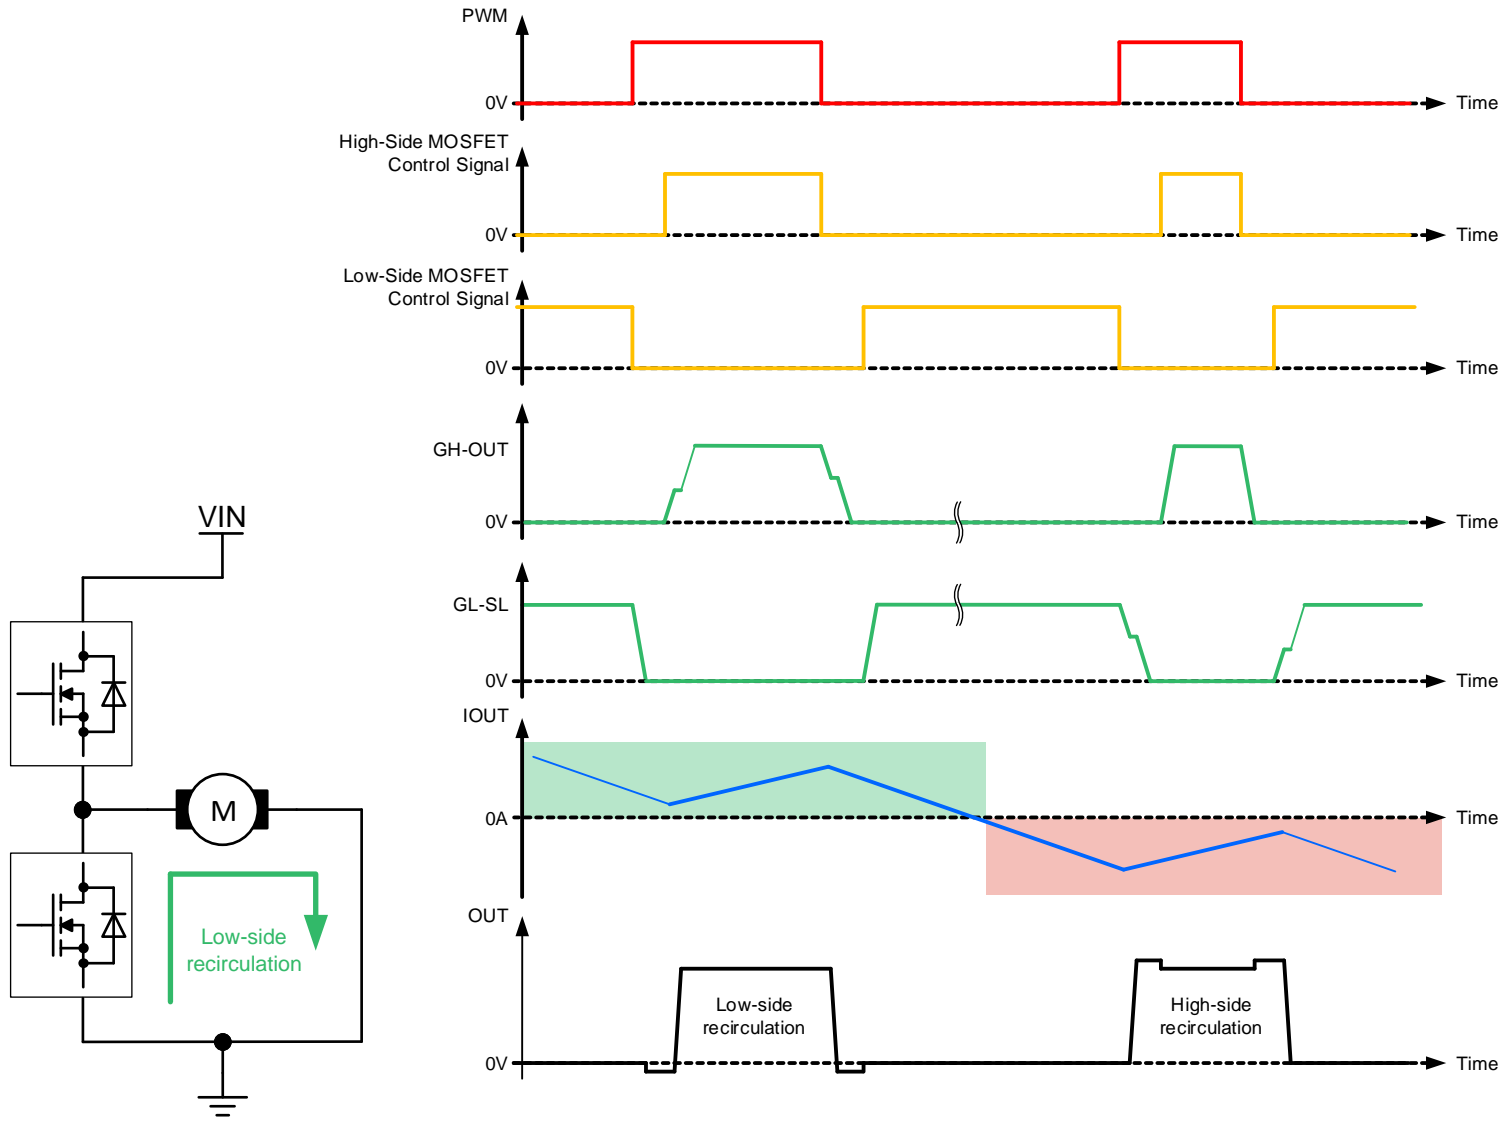 PWM
0V
Time
High-Side MOSFET
Control Signal
0V
Time
Low-Side MOSFET
Control Signal
0V
Time
GH-OUT
0V
Time
VIN
GL-SL
0V
Time
IOUT
M
0A
Time
OUT
Low-side
recirculation
Low-side
recirculation
High-side
recirculation
0V
Time